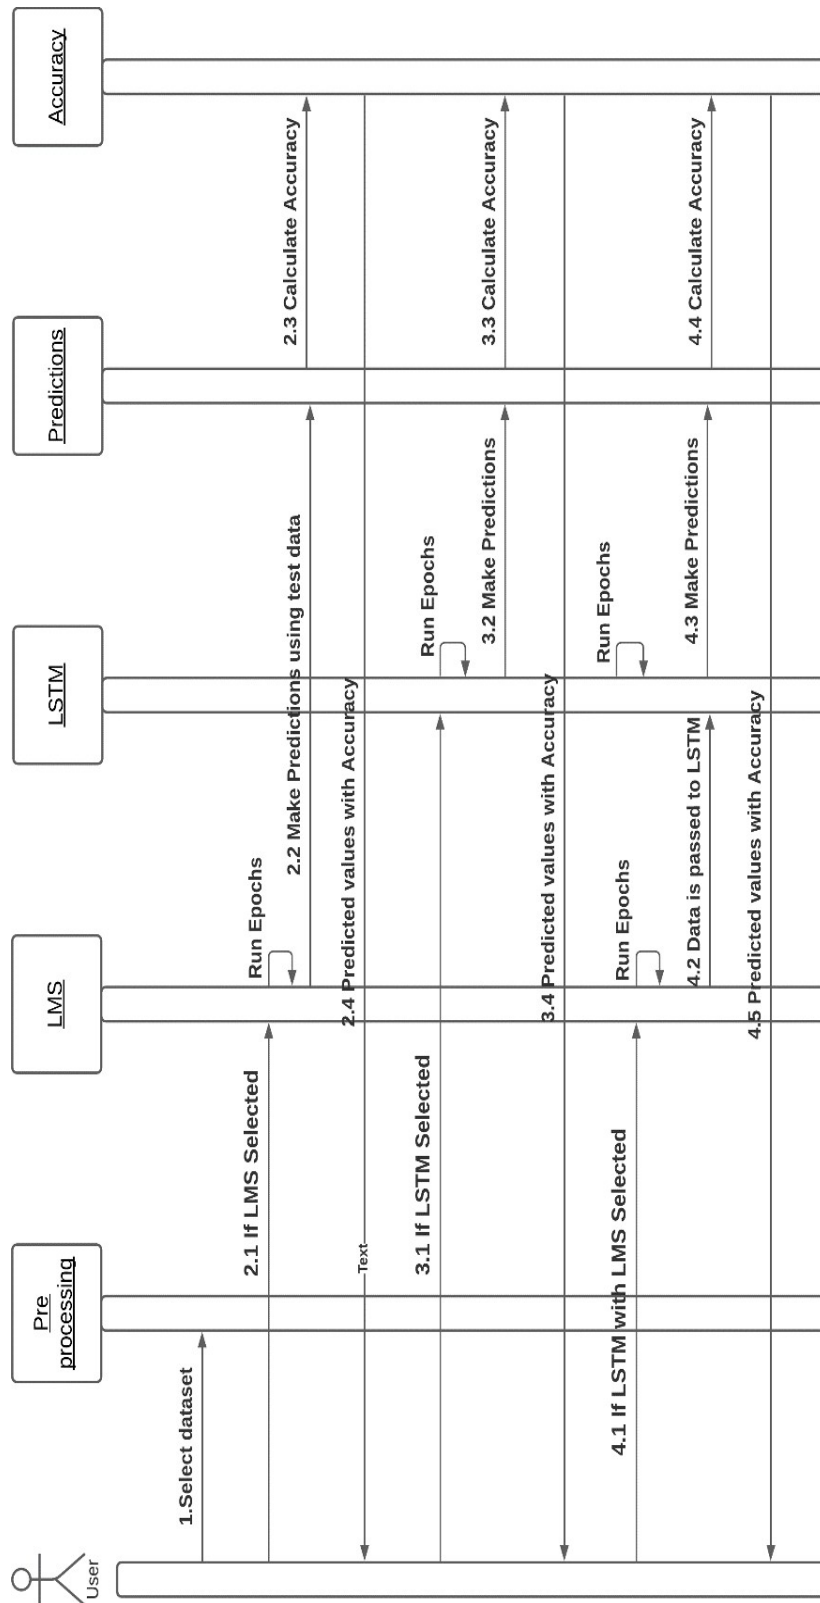 User
Pre
processing
LMS
LSTM
Predictions
Accuracy
1.Select dataset
2.1 If LMS Selected
Run Epochs
2.2 Make Predictions using test data
2.3 Calculate Accuracy
2.4 Predicted values with Accuracy
Text
3.1 If LSTM Selected
Run Epochs
3.2 Make Predictions
3.3 Calculate Accuracy
3.4 Predicted values with Accuracy
4.1 If LSTM with LMS Selected
Run Epochs
Run Epochs
4.2 Data is passed to LSTM
4.3 Make Predictions
4.4 Calculate Accuracy
4.5 Predicted values with Accuracy